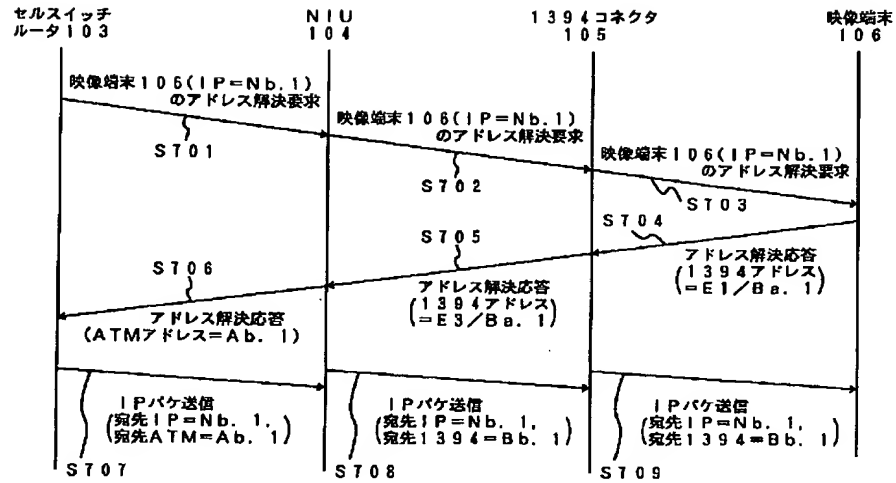 セルスイッチ
ルータ103
NIU
104
1394コネクタ
105
映像端末
106
映像端末106(IP=Nb.1)
のアドレス解決要求
S701
映像端末106(IP=Nb.1)
のアドレス解決要求
S702
映像端末106(IP=Nb.1)
のアドレス解決要求
S703
S704
アドレス解決応答
(1394アドレス
=E1/Ba.1)
S705
アドレス解決応答
(1394アドレス
=E3/Ba.1)
S706
アドレス解決応答
(ATMアドレス=Ab.1)
IPパケ送信
(宛先IP=Nb.1,
宛先ATM=Ab.1)
S707
IPパケ送信
(宛先IP=Nb.1,
宛先1394=Bb.1)
S708
IPパケ送信
(宛先IP=Nb.1,
宛先1394=Bb.1)
S709